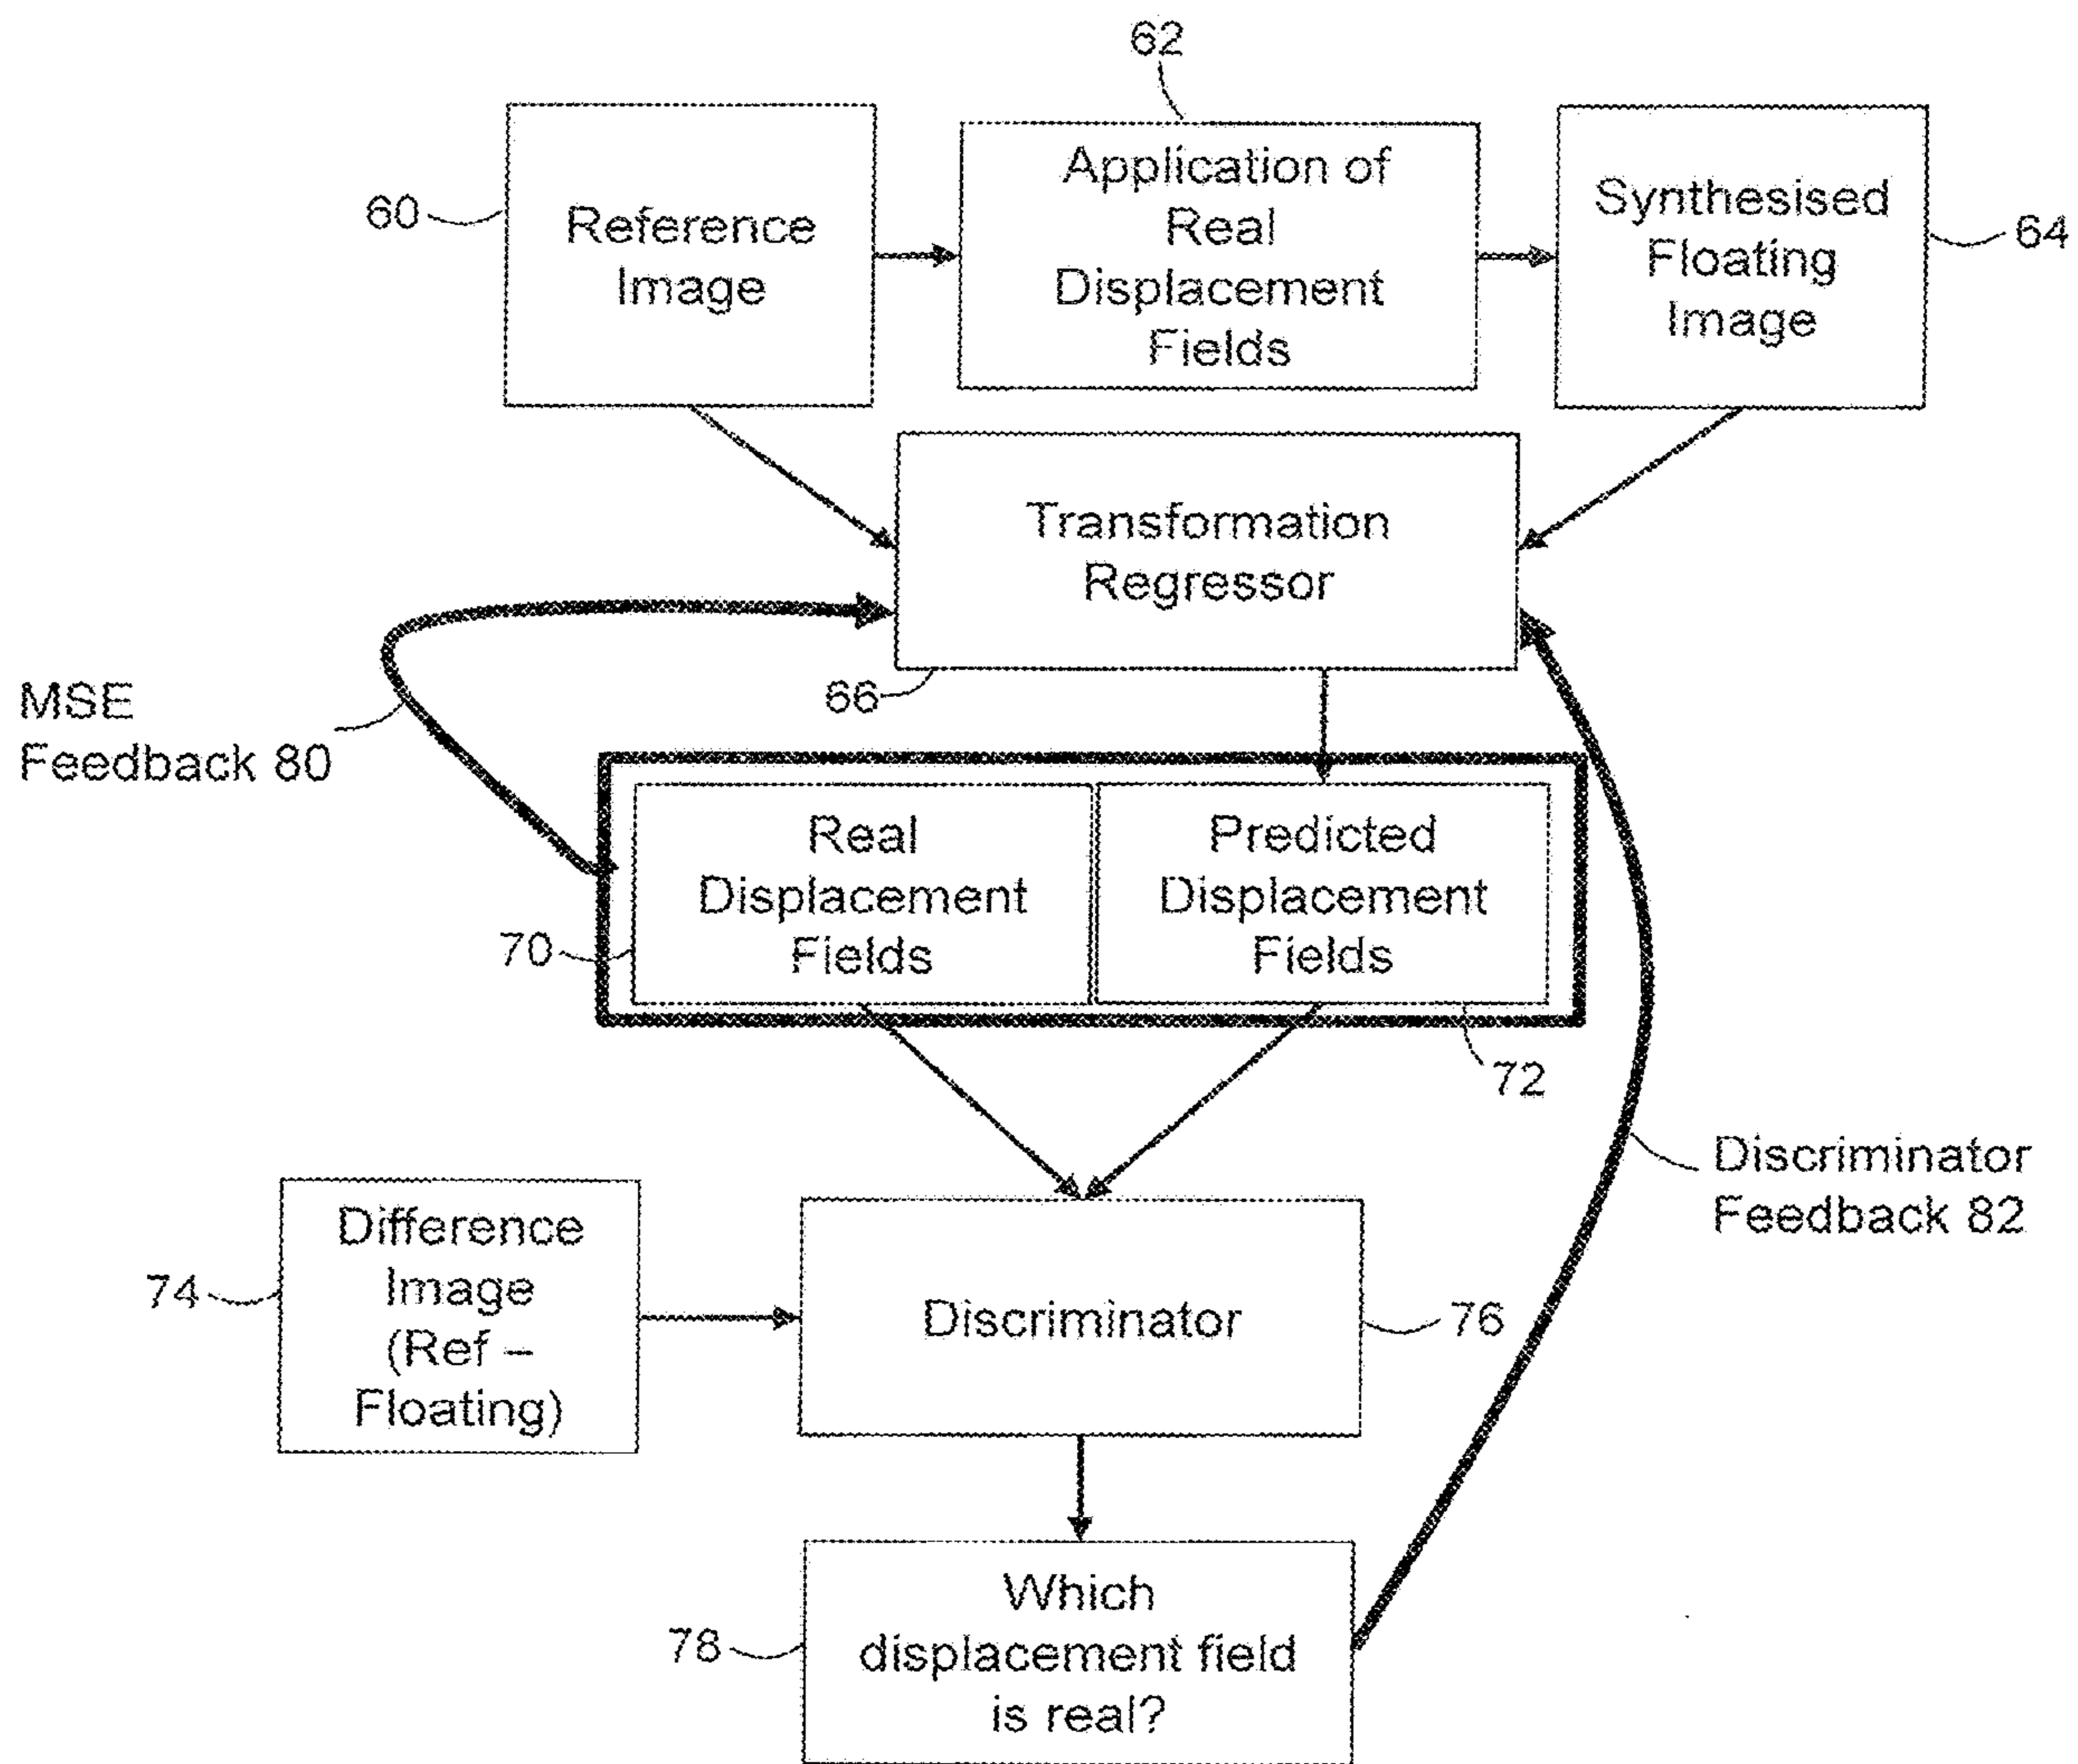 62
60
Reference
Image
Application of
Real
Displacement
Fields
Synthesised
Floating
Image
64
Transformation
Regressor
66
MSE
Feedback 80
Real
Displacement
Fields
70
Predicted
Displacement
Fields
72
Discriminator
Feedback 82
74
Difference
Image
(Ref –
Floating)
Discriminator
76
78
Which
displacement field
is real?